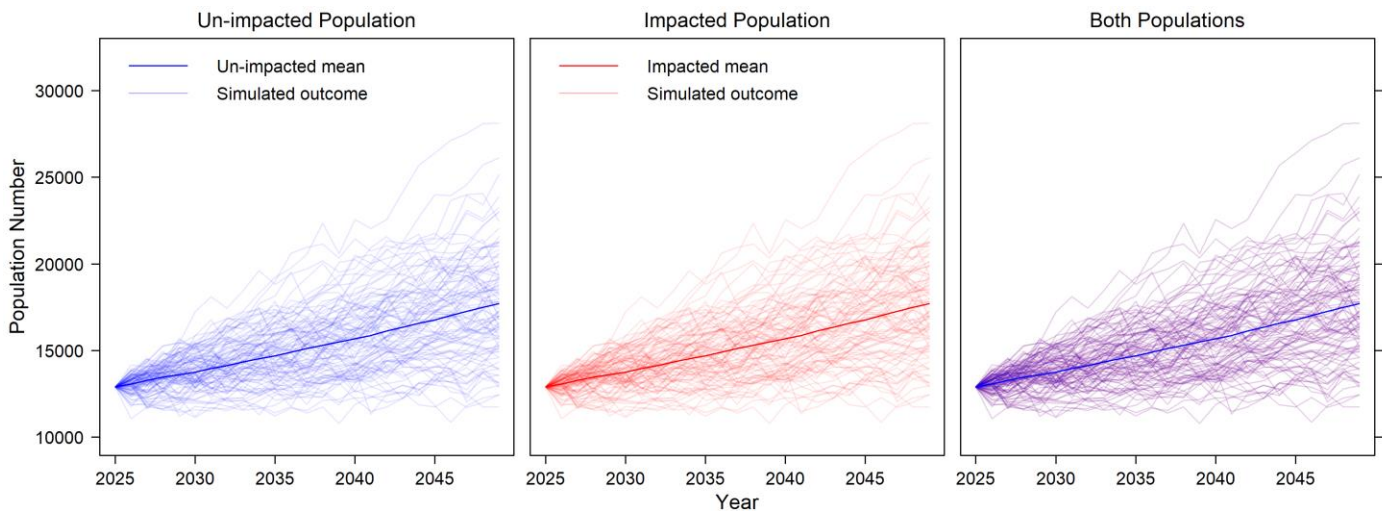 Un-impacted Population
Impacted Population
Both Populations
Un-impacted mean
Simulated outcome
Impacted mean
Simulated outcome
Population Number
30000
25000
20000
15000
10000
2025 2030 2035 2040 2045
2025 2030 2035 2040 2045
2025 2030 2035 2040 2045
Year